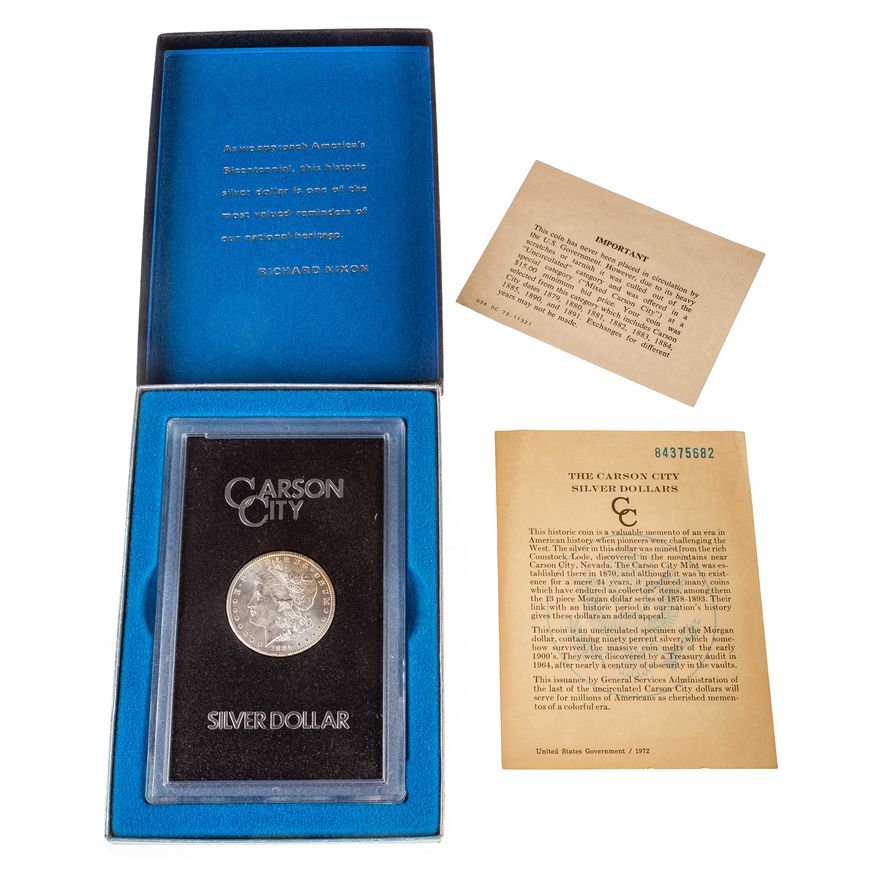 As we approach America's
Bicentennial, this historic
silver dollar is one of the
most valued reminders of
our national heritage.
RICHARD NIXON
CARSON
CITY
E PLURIBUS UNUM
SILVER DOLLAR
IMPORTANT
This coin has never been placed in circulation by
the U.S. Government. However, due to its heavy
scratches or tarnish it was culled out of the
"Uncirculated" category and was offered in a
special category ("Mixed Carson City") at a
$15.00 minimum bid price. Your coin was
selected from this category which includes Carson
City dates 1879, 1880, 1881, 1882, 1883, 1884,
1885, 1890, and 1891. Exchanges for different
years may not be made.
GSA DC 73.11327
84375682
THE CARSON CITY
SILVER DOLLARS
CC
This historic coin is a valuable memento of an era in
American history when pioneers were challenging the
West. The silver in this dollar was mined from the rich
Comstock Lode, discovered in the mountains near
Carson City, Nevada. The Carson City Mint was es-
tablished there in 1870, and although it was in exist-
ence for a mere 24 years, it produced many coins
which have endured as collectors' items, among them
the 13 piece Morgan dollar series of 1878-1893. Their
link with an historic period in our nation's history
gives these dollars an added appeal.
This coin is an uncirculated specimen of the Morgan
dollar, containing ninety percent silver, which some-
how survived the massive coin melts of the early
1900's. They were discovered by a Treasury audit in
1964, after nearly a century of obscurity in the vaults.
This issuance by General Services Administration of
the last of the uncirculated Carson City dollars will
serve for millions of Americans as cherished memen-
tos of a colorful era.
United States Government / 1972